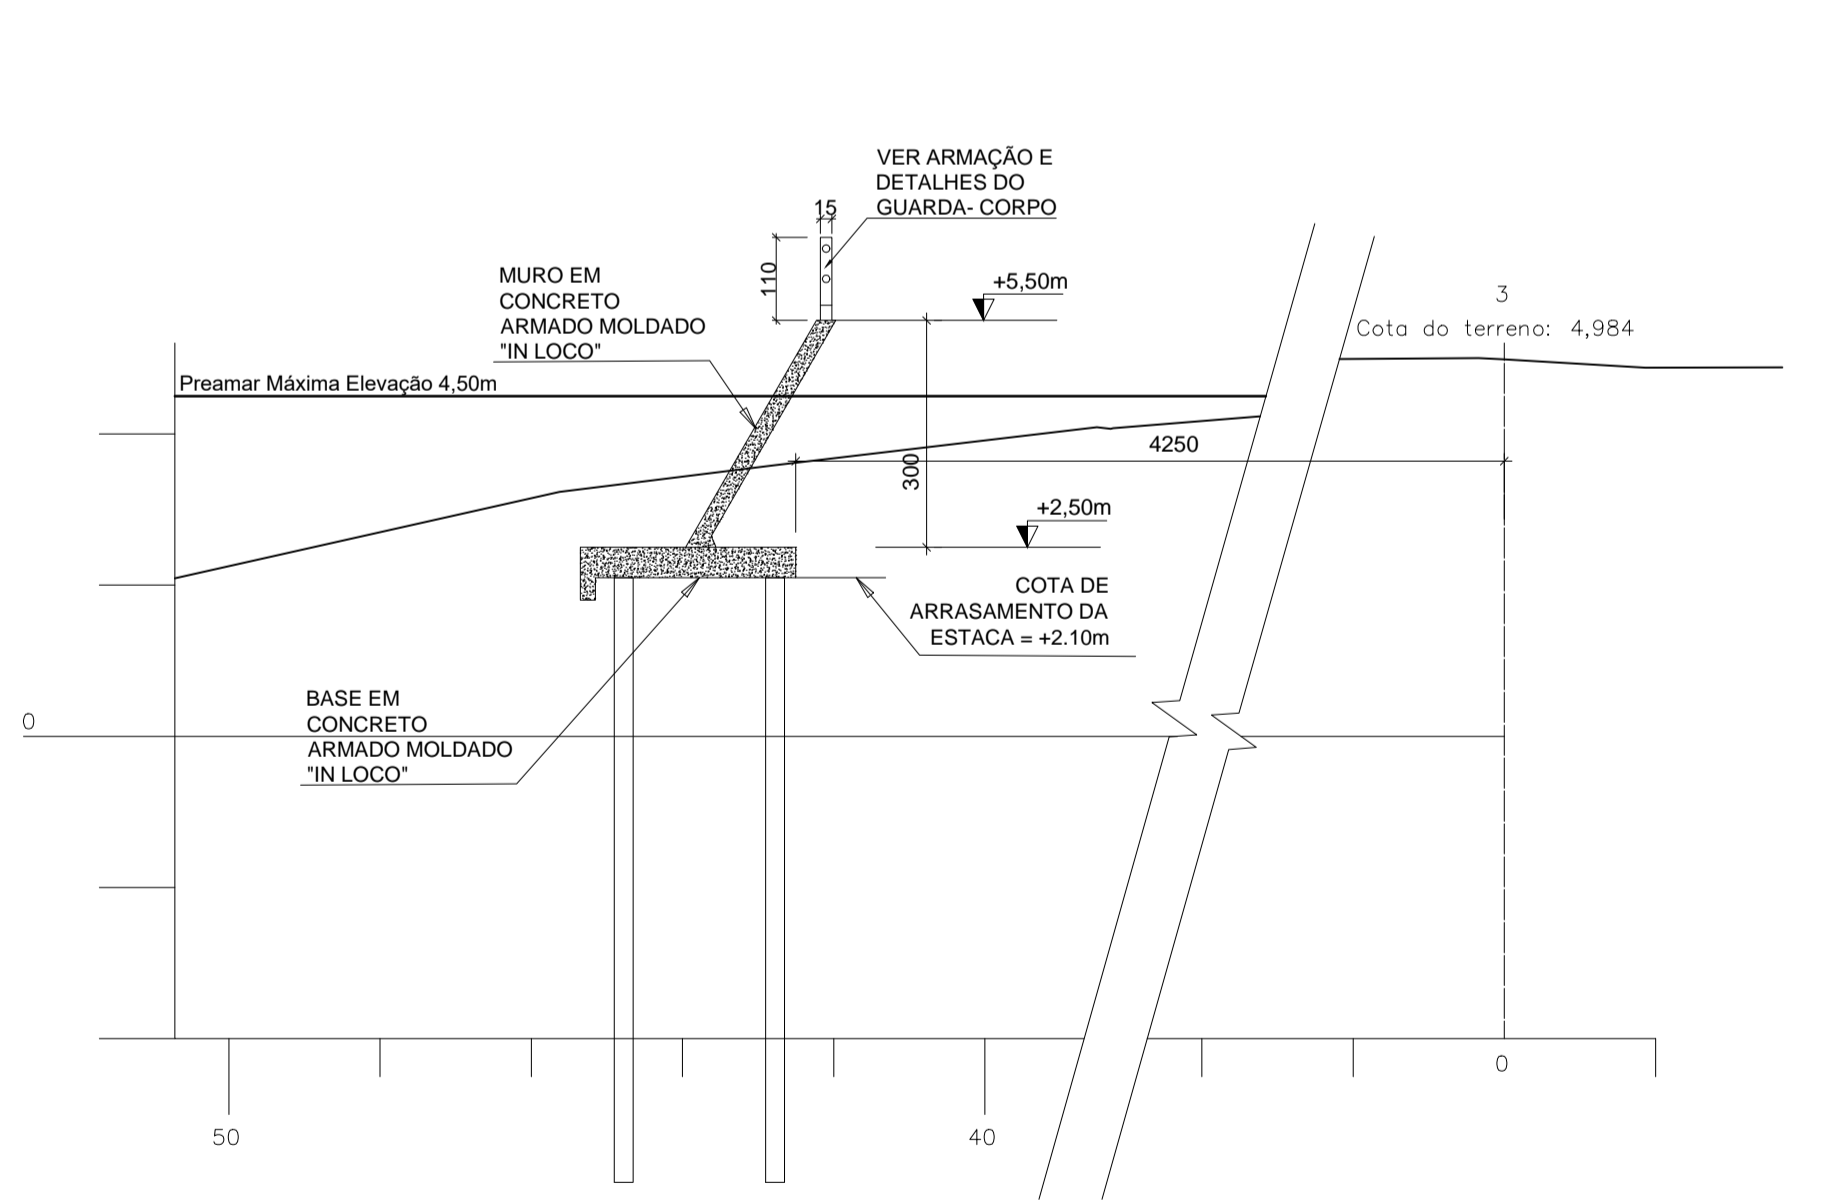 VER ARMAÇÃO E
DETALHES DO
GUARDA- CORPO
15
110
MURO EM
CONCRETO
ARMADO MOLDADO
"IN LOCO"
+5,50m
3
Cota do terreno: 4,984
Preamar Máxima Elevação 4,50m
4250
300
+2,50m
COTA DE
ARRASAMENTO DA
ESTACA = +2.10m
BASE EM
CONCRETO
ARMADO MOLDADO
"IN LOCO"
0
0
50
40